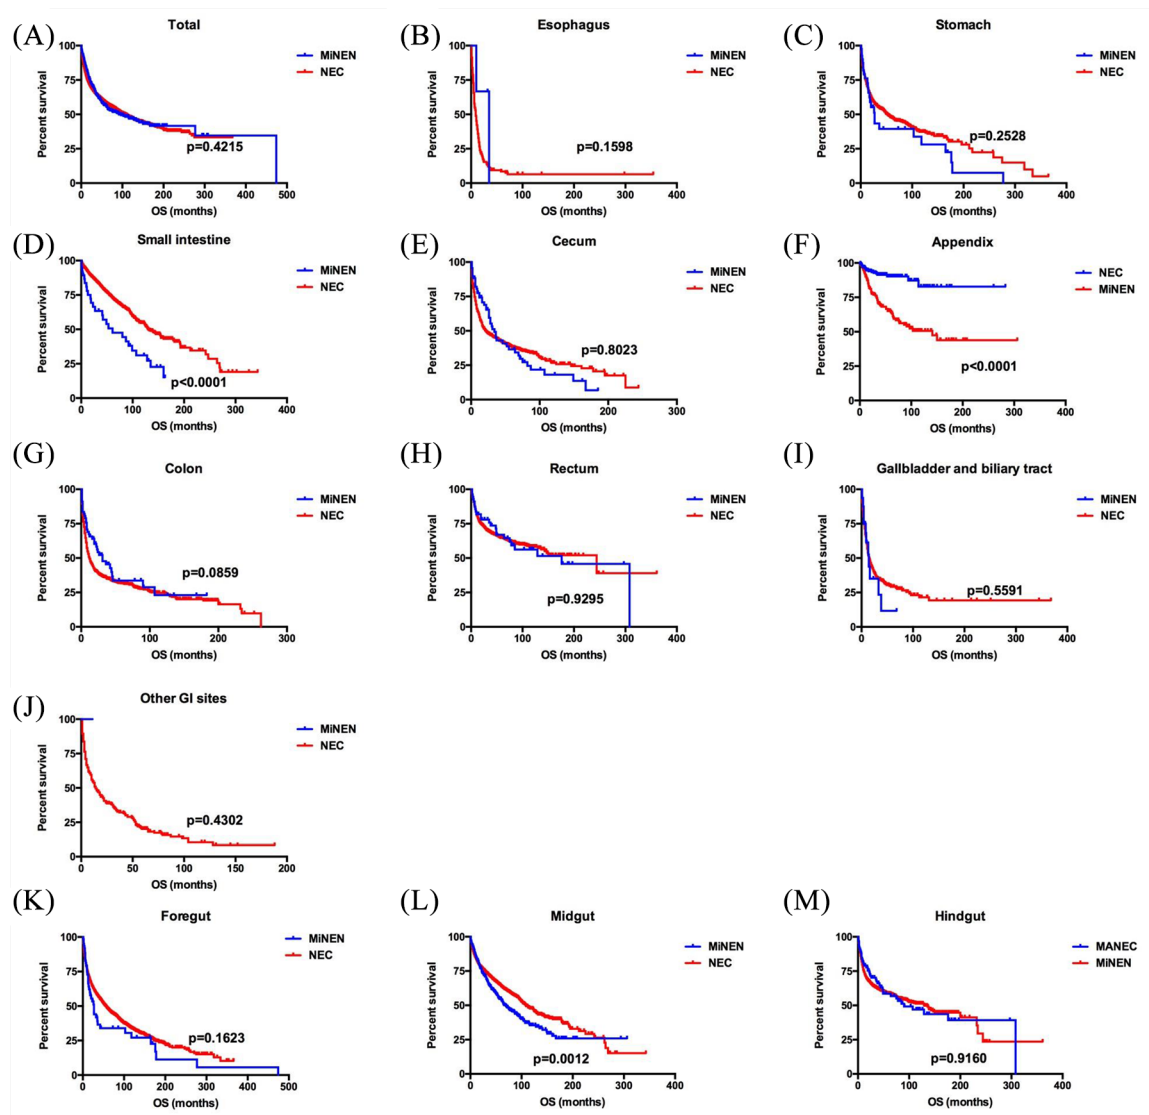 (A)
Total
Percent survival
100
75
50
25
0
0 100 200 300 400 500
OS (months)
MiNEN
NEC
p=0.4215
(B)
Esophagus
Percent survival
100
75
50
25
0
0 100 200 300 400
OS (months)
MiNEN
NEC
p=0.1598
(C)
Stomach
Percent survival
100
75
50
25
0
0 100 200 300 400
OS (months)
MiNEN
NEC
p=0.2528
(D)
Small intestine
Percent survival
100
75
50
25
0
0 100 200 300 400
OS (months)
MiNEN
NEC
p<0.0001
(E)
Cecum
Percent survival
100
75
50
25
0
0 100 200 300
OS (months)
MiNEN
NEC
p=0.8023
(F)
Appendix
Percent survival
100
75
50
25
0
0 100 200 300 400
OS (months)
NEC
MiNEN
p<0.0001
(G)
Colon
Percent survival
100
75
50
25
0
0 100 200 300
OS (months)
MiNEN
NEC
p=0.0859
(H)
Rectum
Percent survival
100
75
50
25
0
0 100 200 300 400
OS (months)
MiNEN
NEC
p=0.9295
(I)
Gallbladder and biliary tract
Percent survival
100
75
50
25
0
0 100 200 300 400
OS (months)
MiNEN
NEC
p=0.5591
(J)
Other GI sites
Percent survival
100
75
50
25
0
0 50 100 150 200
OS (months)
MiNEN
NEC
p=0.4302
(K)
Foregut
Percent survival
100
75
50
25
0
0 100 200 300 400 500
OS (months)
MiNEN
NEC
p=0.1623
(L)
Midgut
Percent survival
100
75
50
25
0
0 100 200 300 400
OS (months)
MiNEN
NEC
p=0.0012
(M)
Hindgut
Percent survival
100
75
50
25
0
0 100 200 300 400
OS (months)
MANEC
MiNEN
p=0.9160